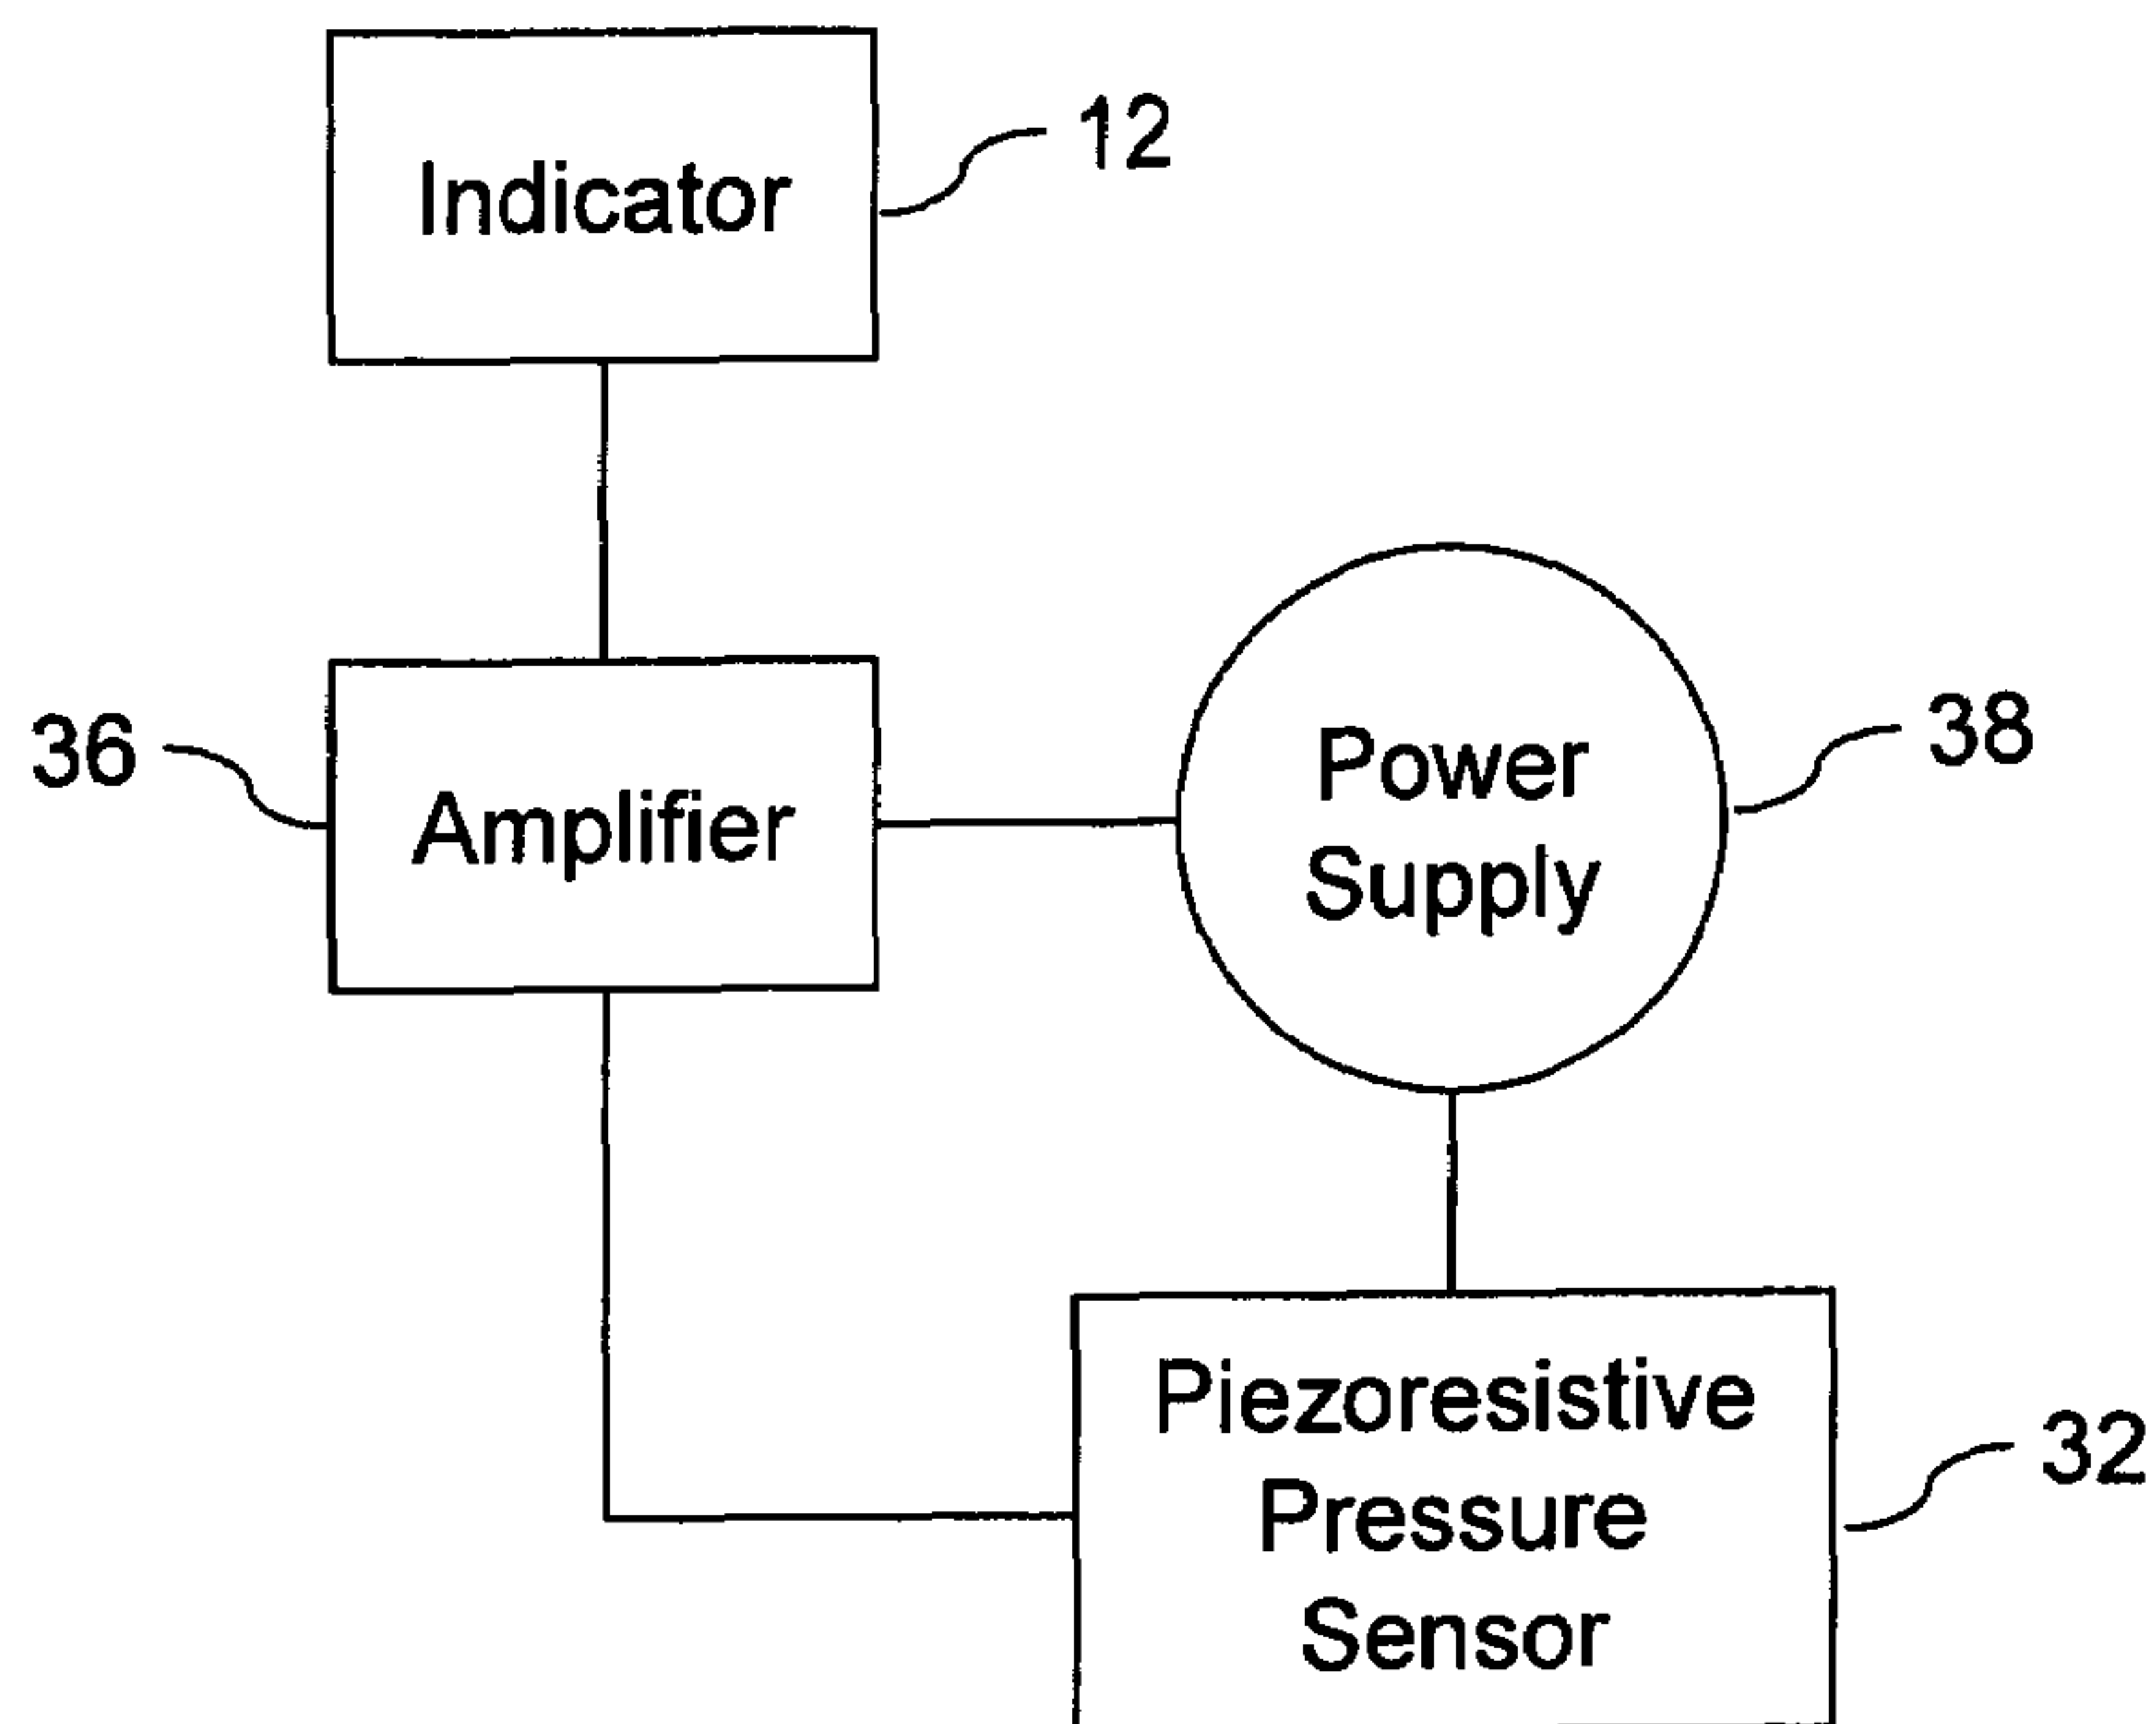 Indicator
12
36
Amplifier
Power
Supply
38
Piezoresistive
Pressure
Sensor
32